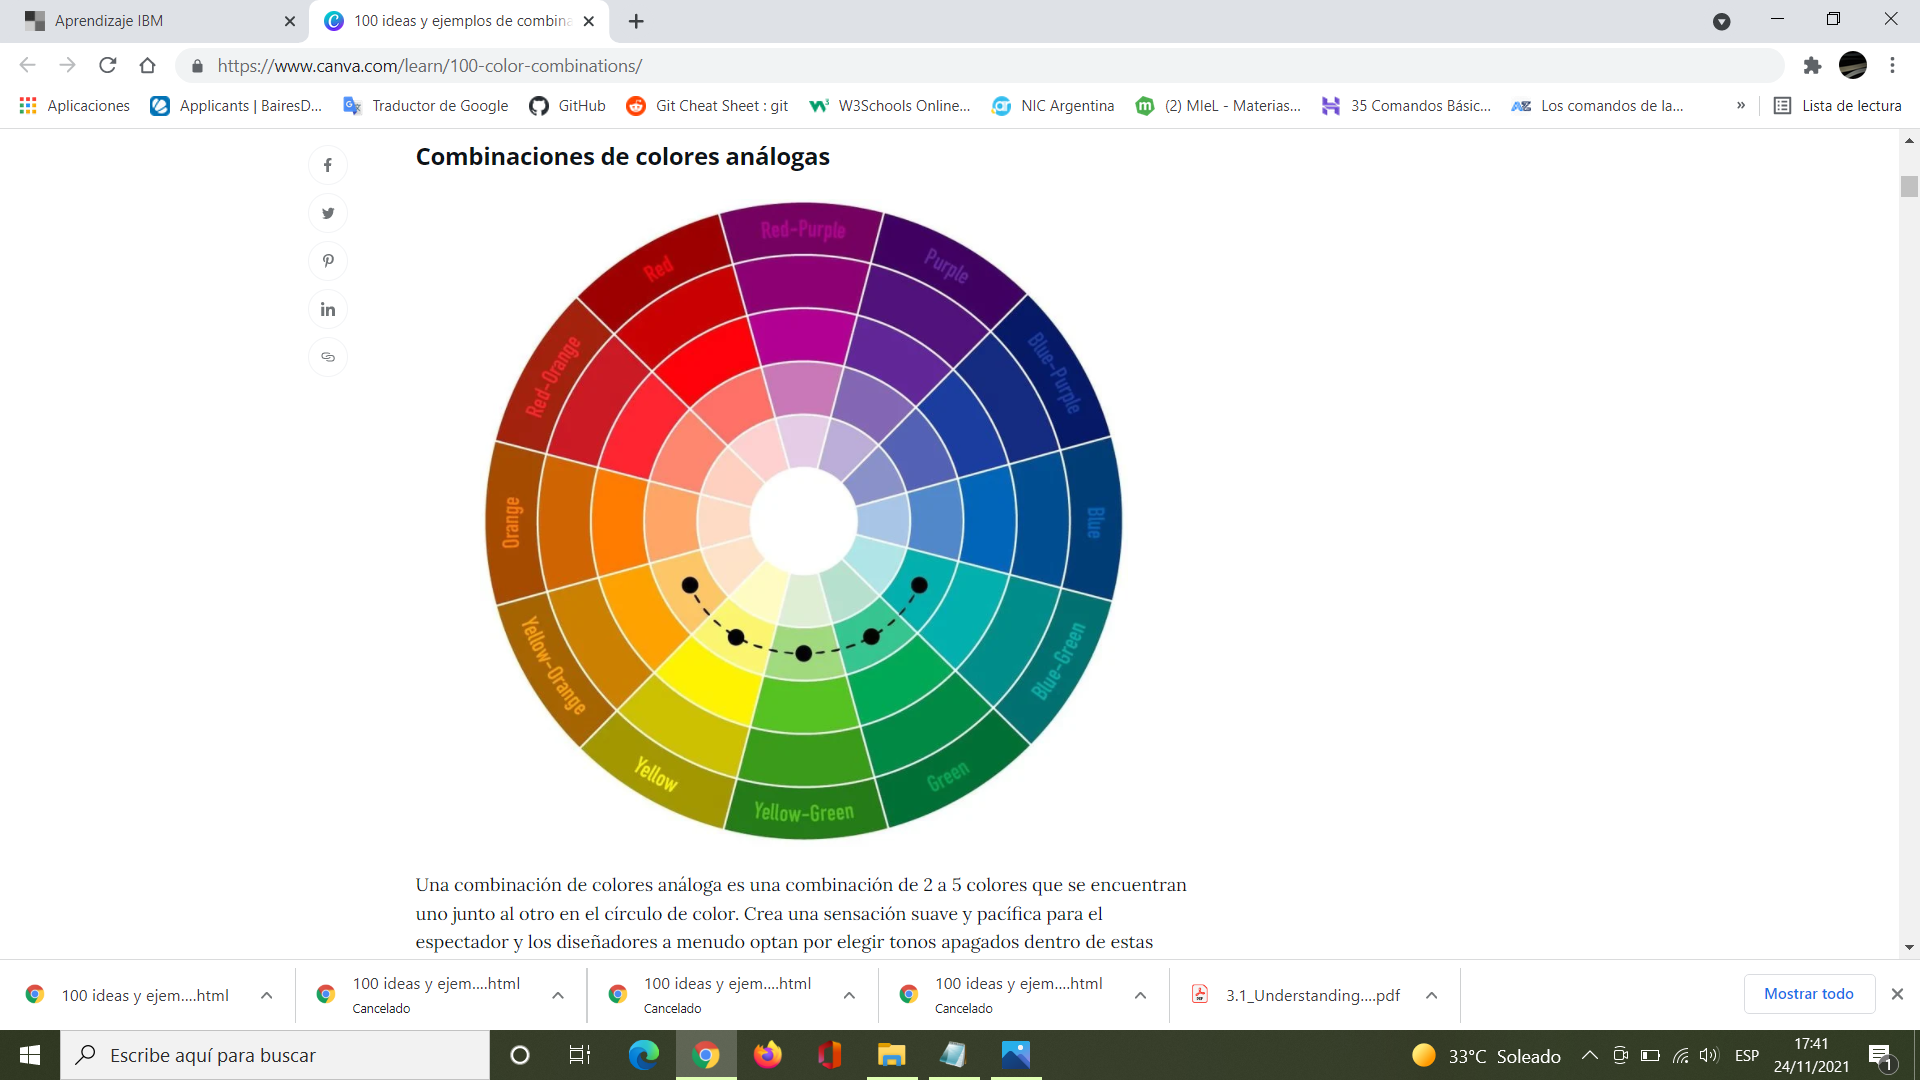 Aprendizaje IBM
100 ideas y ejemplos de combina
https://www.canva.com/learn/100-color-combinations/
Aplicaciones
Applicants | BairesD...
Traductor de Google
GitHub
Git Cheat Sheet : git
W3Schools Online...
NIC Argentina
(2) MIeL - Materias...
35 Comandos Básic...
Los comandos de la...
»
Lista de lectura
Combinaciones de colores análogas
Red-Purple
Purple
Red
Blue-Purple
Red-Orange
Orange
Blue
Yellow-Orange
Blue-Green
Yellow
Green
Yellow-Green
Una combinación de colores análoga es una combinación de 2 a 5 colores que se encuentran
uno junto al otro en el círculo de color. Crea una sensación suave y pacífica para el
espectador y los diseñadores a menudo optan por elegir tonos apagados dentro de estas
100 ideas y ejem....html
100 ideas y ejem....html
Cancelado
100 ideas y ejem....html
Cancelado
100 ideas y ejem....html
Cancelado
3.1_Understanding....pdf
Mostrar todo
Escribe aquí para buscar
33°C Soleado
ESP
17:41
24/11/2021
1